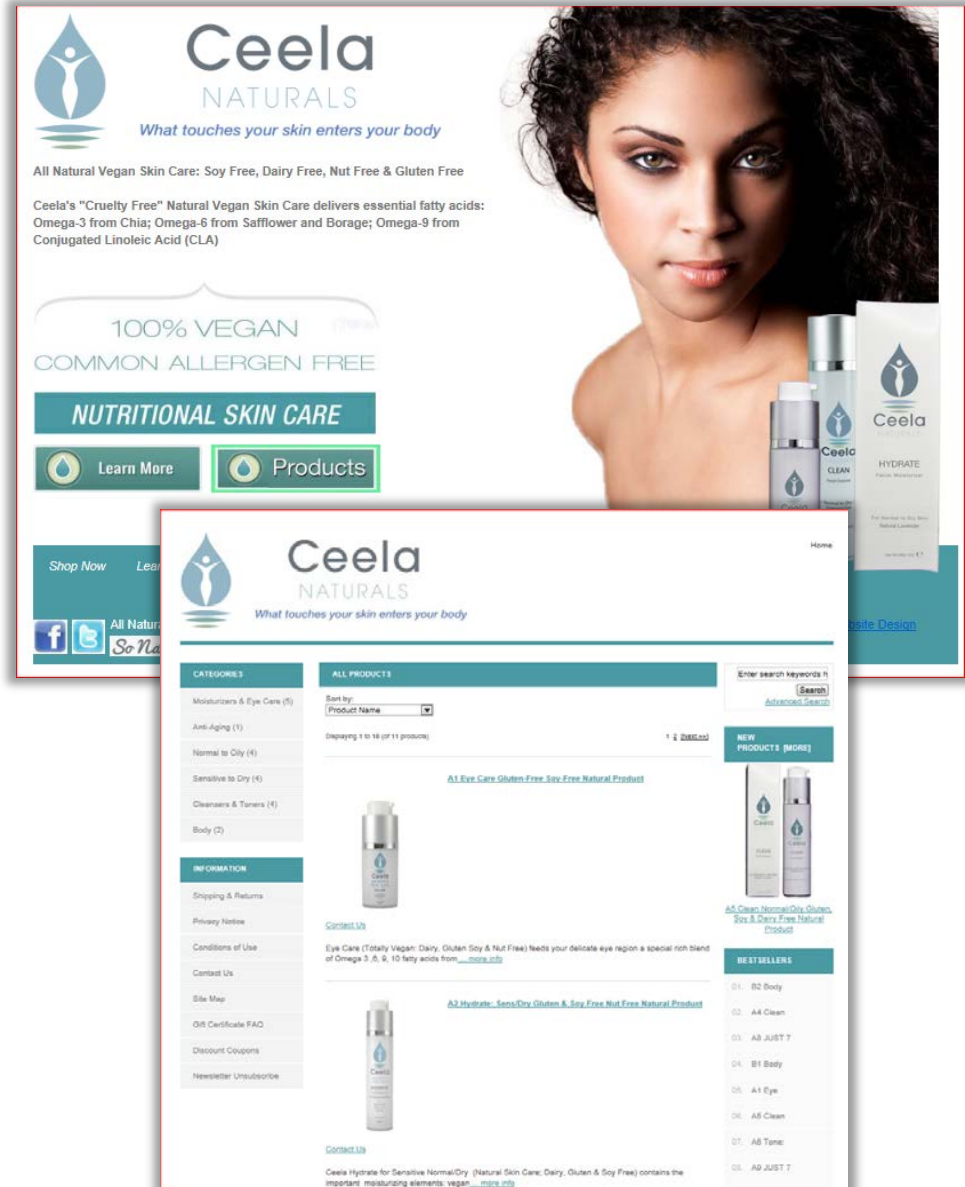 Ceela
NATURALS
What touches your skin enters your body
All Natural Vegan Skin Care: Soy Free, Dairy Free, Nut Free & Gluten Free
Ceela's "Cruelty Free" Natural Vegan Skin Care delivers essential fatty acids:
Omega-3 from Chia; Omega-6 from Safflower and Borage; Omega-9 from
Conjugated Linoleic Acid (CLA)
100% VEGAN
COMMON ALLERGEN FREE
NUTRITIONAL SKIN CARE
Learn More
Products
Ceela
CLEAN
Ceela
NATURALS
HYDRATE
Facial Moisturizer
Shop Now
All Natur
So Na
bsite Design
Ceela
NATURALS
What touches your skin enters your body
Home
CATEGORIES
Moisturizers & Eye Care (5)
Anti-Aging (1)
Normal to Oily (4)
Sensitive to Dry (4)
Cleansers & Toners (4)
Body (2)
INFORMATION
Shipping & Returns
Privacy Notice
Conditions of Use
Contact Us
Site Map
Gift Certificate FAQ
Discount Coupons
Newsletter Unsubscribe
ALL PRODUCTS
Sort by:
Product Name
Displaying 1 to 10 (of 11 products)
1 2 [Next >>]
A1 Eye Care Gluten-Free Soy-Free Natural Product
Ceela
Contact Us
Eye Care (Totally Vegan: Dairy, Gluten Soy & Nut Free) feeds your delicate eye region a special rich blend
of Omega 3 ,6, 9, 10 fatty acids from.... more info
A2 Hydrate: Sens/Dry Gluten & Soy Free Nut Free Natural Product
Ceela
Contact Us
Ceela Hydrate for Sensitive Normal/Dry (Natural Skin Care; Dairy, Gluten & Soy Free) contains the
important moisturizing elements: vegan.... more info
Enter search keywords h
Search
Advanced Search
NEW
PRODUCTS [MORE]
Ceela
Ceela
A5 Clean Normal/Oily Gluten,
Soy & Dairy Free Natural
Product
BESTSELLERS
01. B2 Body
02. A4 Clean
03. A8 JUST 7
04. B1 Body
05. A1 Eye
06. A5 Clean
07. A6 Tone:
08. A9 JUST 7